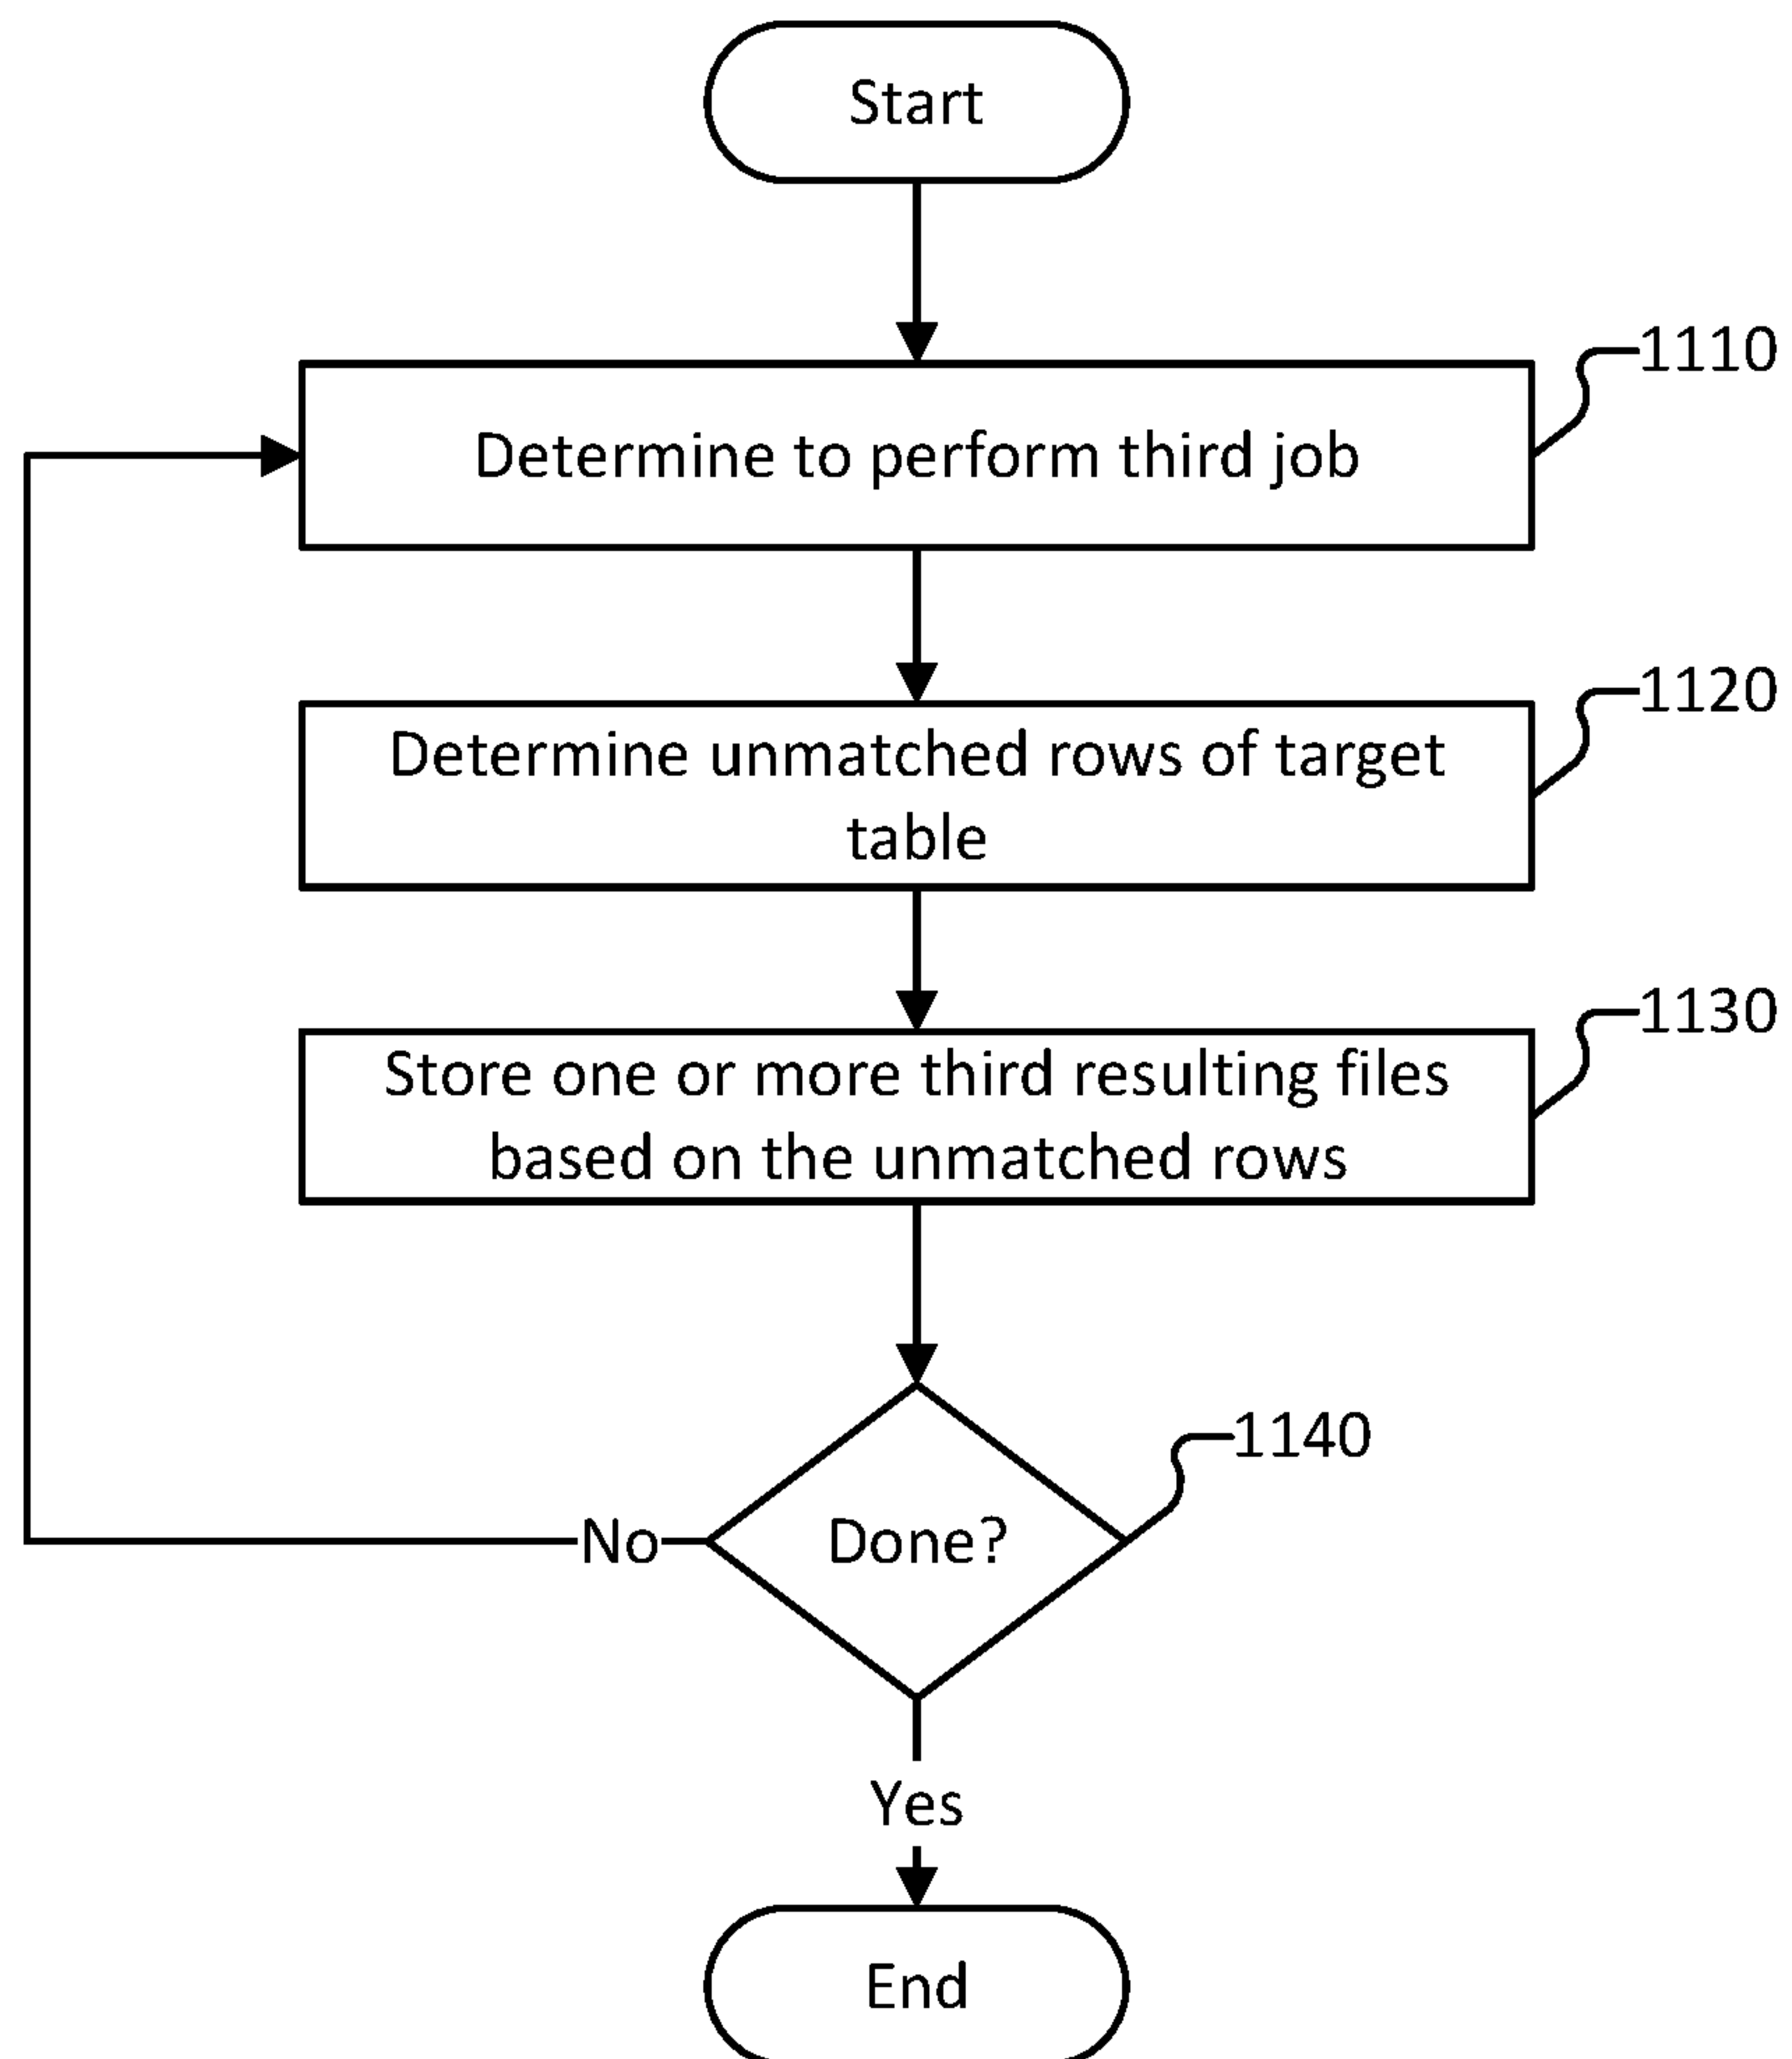 Start
1110
Determine to perform third job
1120
Determine unmatched rows of target
table
1130
Store one or more third resulting files
based on the unmatched rows
1140
Done?
No
Yes
End